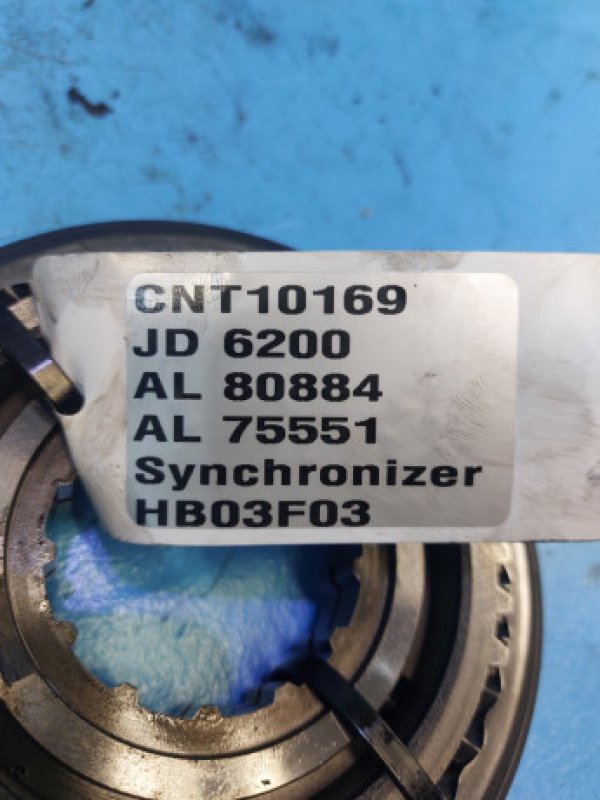 CNT10169
JD 6200
AL 80884
AL 75551
Synchronizer
HB03F03